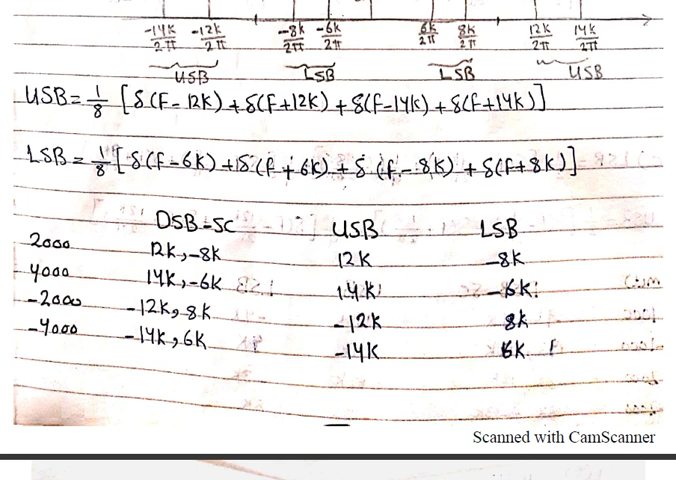 -14K/2π -12K/2π -8K/2π -6K/2π 6K/2π 8K/2π 12K/2π 14K/2π
USB LSB LSB USB
USB = 1/8 [δ(F-12K) + δ(F+12K) + δ(F-14K) + δ(F+14K)]
LSB = 1/8 [δ(F-6K) + δ(F+6K) + δ(F-8K) + δ(F+8K)]
DSB-SC USB LSB
2000 12K, -8K 12K -8K
4000 14K, -6K 14K -6K
-2000 -12K, 8K -12K 8K
-4000 -14K, 6K -14K 6K
Scanned with CamScanner